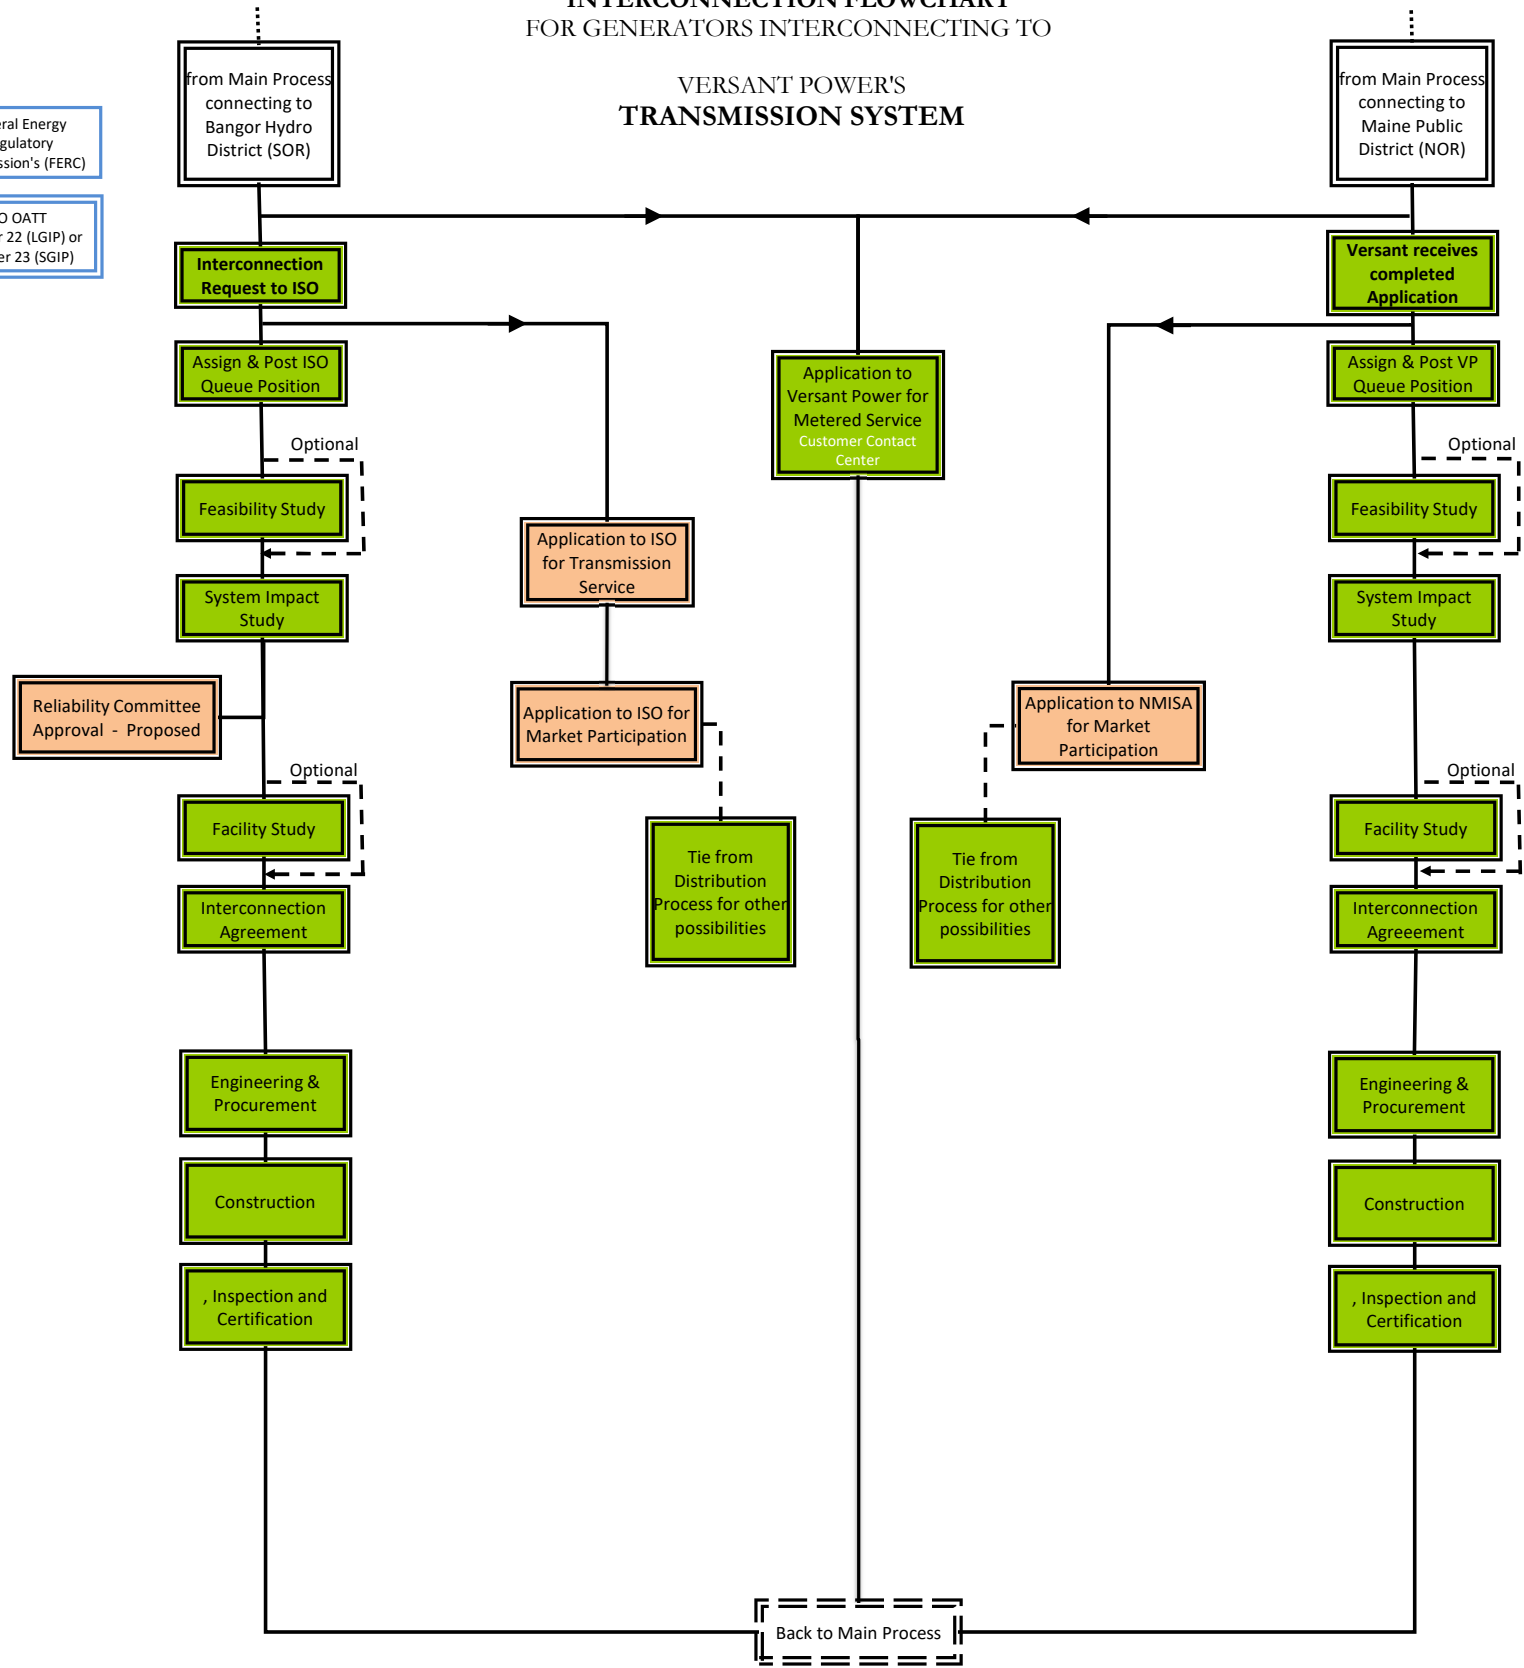 INTERCONNECTION FLOWCHART
FOR GENERATORS INTERCONNECTING TO
VERSANT POWER'S
TRANSMISSION SYSTEM
from Main Process
connecting to
Bangor Hydro
District (SOR)
from Main Process
connecting to
Maine Public
District (NOR)
eral Energy
gulatory
ssion's (FERC)
O OATT
r 22 (LGIP) or
er 23 (SGIP)
Interconnection
Request to ISO
Versant receives
completed
Application
Assign & Post ISO
Queue Position
Application to
Versant Power for
Metered Service
Customer Contact
Center
Assign & Post VP
Queue Position
Optional
Optional
Feasibility Study
Feasibility Study
Application to ISO
for Transmission
Service
System Impact
Study
System Impact
Study
Reliability Committee
Approval - Proposed
Application to ISO for
Market Participation
Application to NMISA
for Market
Participation
Optional
Optional
Facility Study
Facility Study
Tie from
Distribution
Process for other
possibilities
Tie from
Distribution
Process for other
possibilities
Interconnection
Agreement
Interconnection
Agreeement
Engineering &
Procurement
Engineering &
Procurement
Construction
Construction
, Inspection and
Certification
, Inspection and
Certification
Back to Main Process